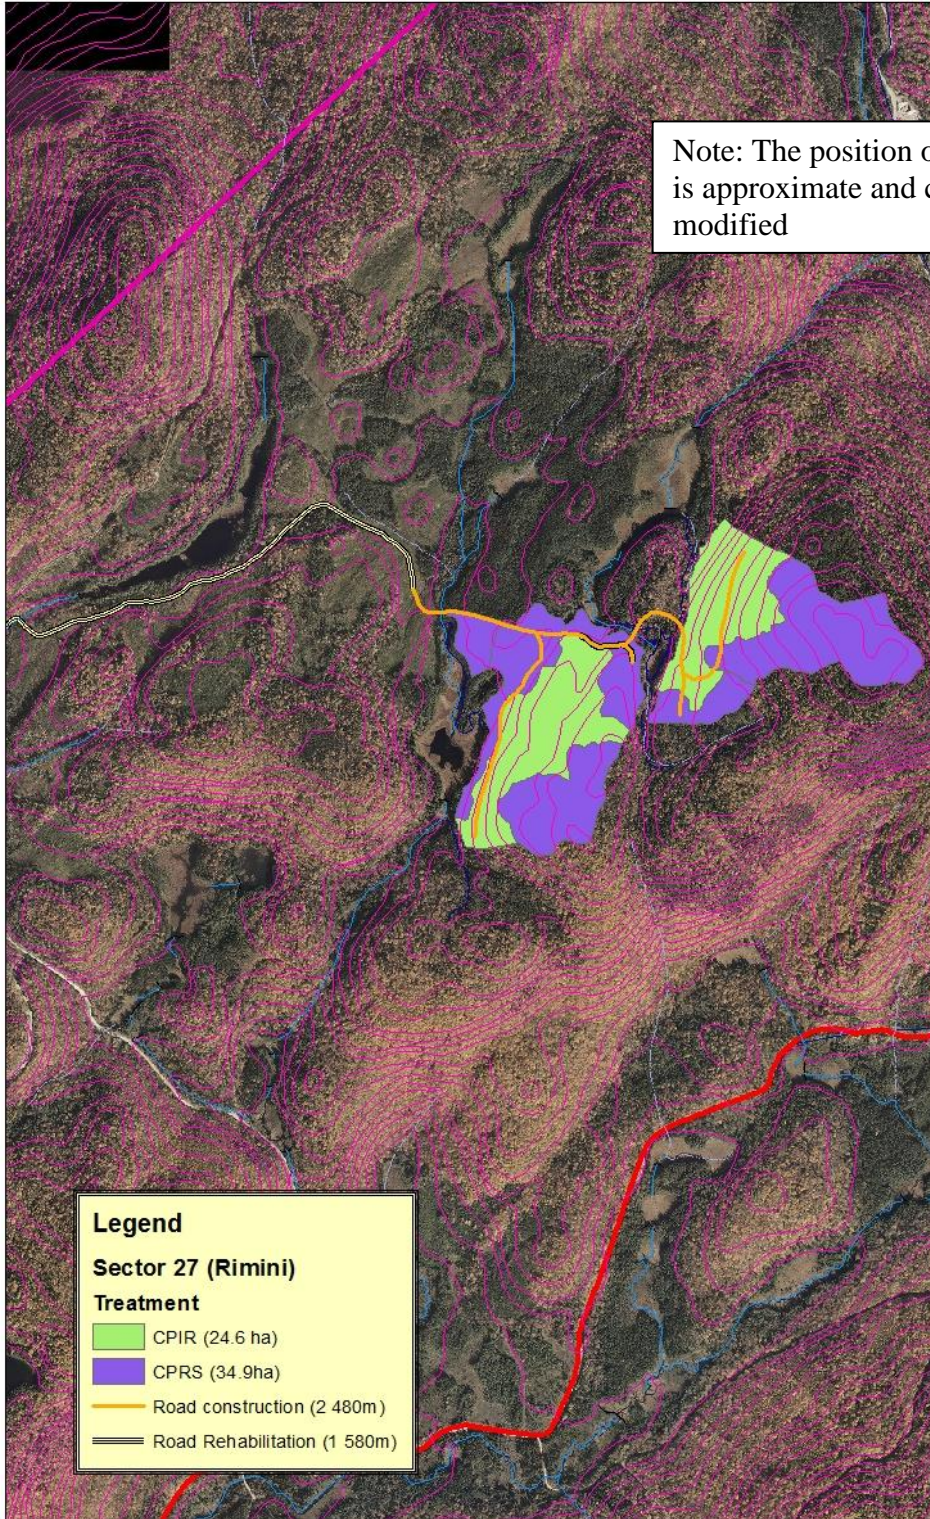 Note: The position o
is approximate and c
modified
Legend
Sector 27 (Rimini)
Treatment
CPIR (24.6 ha)
CPRS (34.9ha)
Road construction (2 480m)
Road Rehabilitation (1 580m)